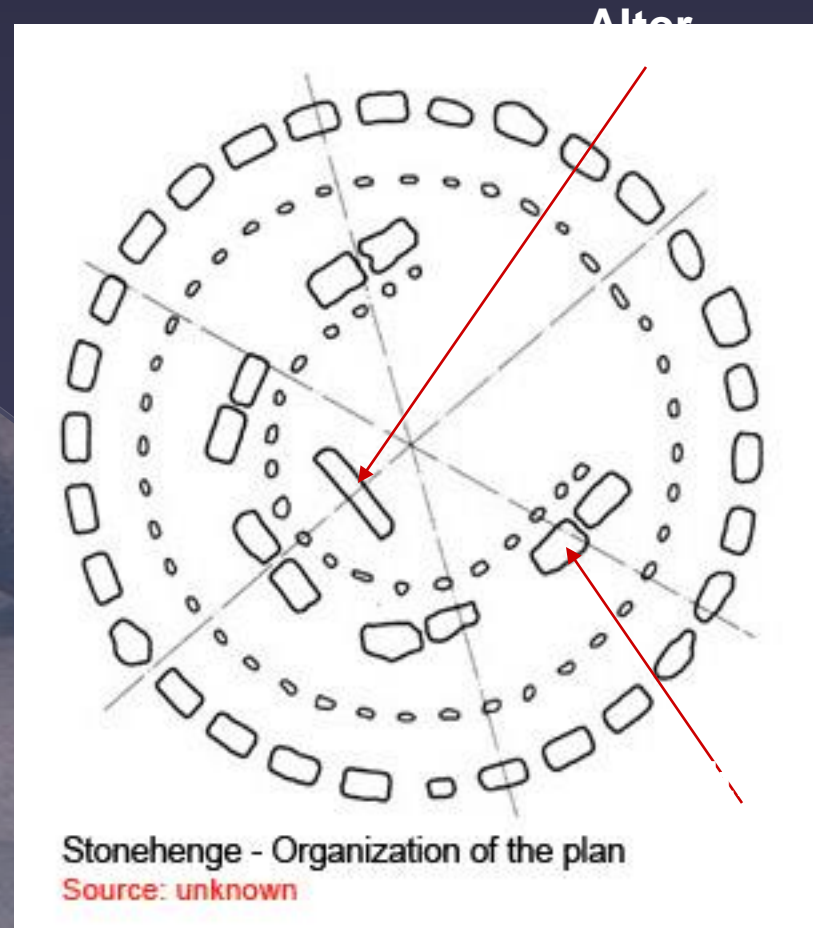 Alter
Stonehenge - Organization of the plan
Source: unknown